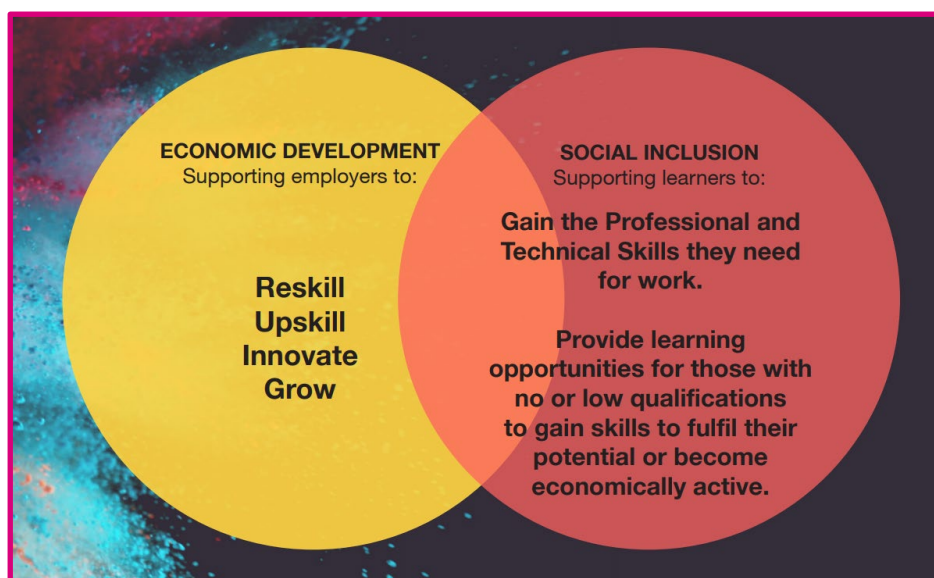 ECONOMIC DEVELOPMENT
Supporting employers to:
Reskill
Upskill
Innovate
Grow
SOCIAL INCLUSION
Supporting learners to:
Gain the Professional and
Technical Skills they need
for work.
Provide learning
opportunities for those with
no or low qualifications
to gain skills to fulfil their
potential or become
economically active.